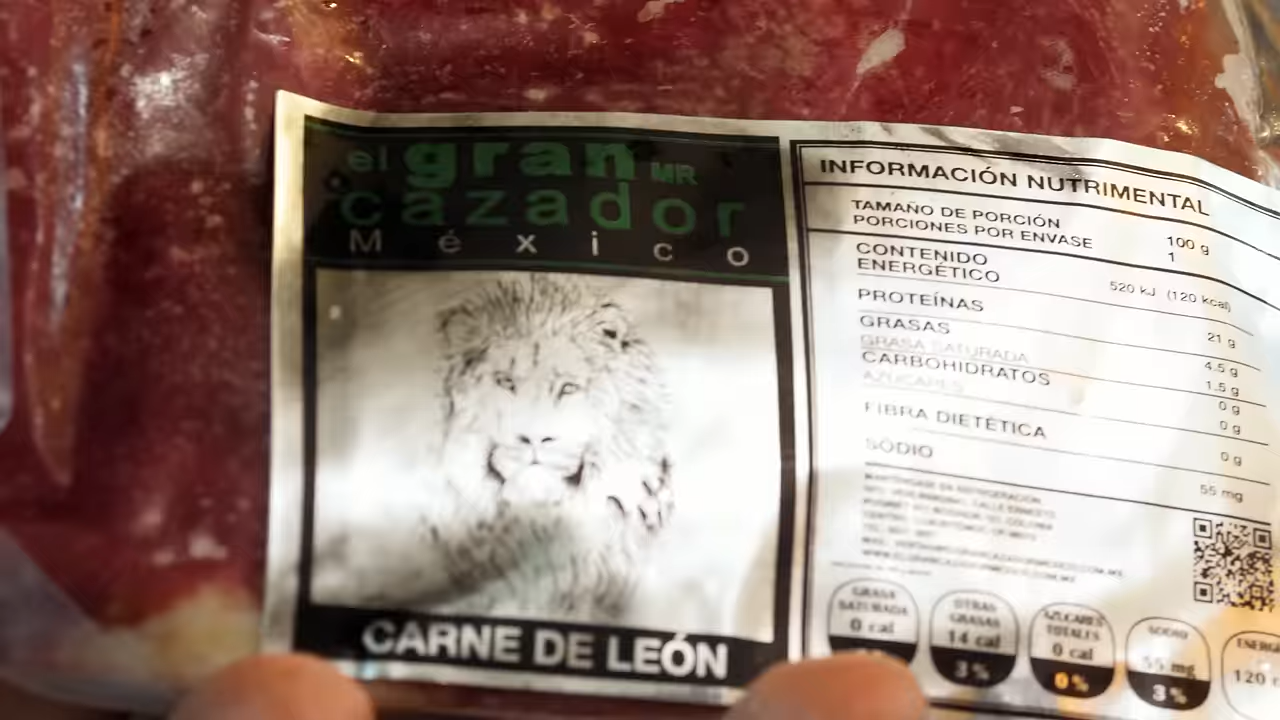 el gran MR
cazador
México
CARNE DE LEÓN
INFORMACIÓN NUTRIMENTAL
TAMAÑO DE PORCIÓN 100 g
PORCIONES POR ENVASE 1
CONTENIDO
ENERGÉTICO 520 kJ (120 kcal)
PROTEÍNAS 21 g
GRASAS 4.5 g
GRASA SATURADA 1.5 g
CARBOHIDRATOS 0 g
AZÚCARES 0 g
FIBRA DIETÉTICA 0 g
SODIO 55 mg
MANTÉNGASE EN REFRIGERACIÓN
GRASA
SATURADA
0 cal
OTRAS
GRASAS
14 cal
3%
AZÚCARES
TOTALES
0 cal
0%
SODIO
55 mg
3%
120